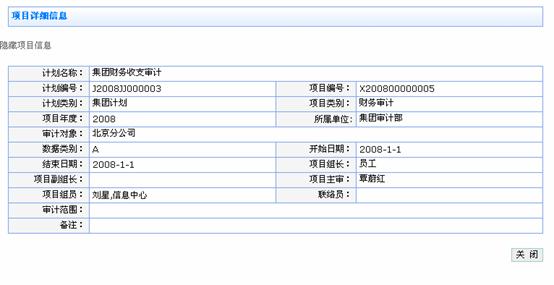 项目详细信息
隐藏项目信息
计划名称： 集团财务收支审计
计划编号： J2008JJ000003 项目编号： X200800000005
计划类别： 集团计划 项目类别： 财务审计
项目年度： 2008 所属单位： 集团审计部
审计对象： 北京分公司
数据类别： A 开始日期： 2008-1-1
结束日期： 2008-1-1 项目组长： 员工
项目副组长： 项目主审： 覃蔚红
项目组员： 刘星,信息中心 联络员：
审计范围：
备注：
关 闭